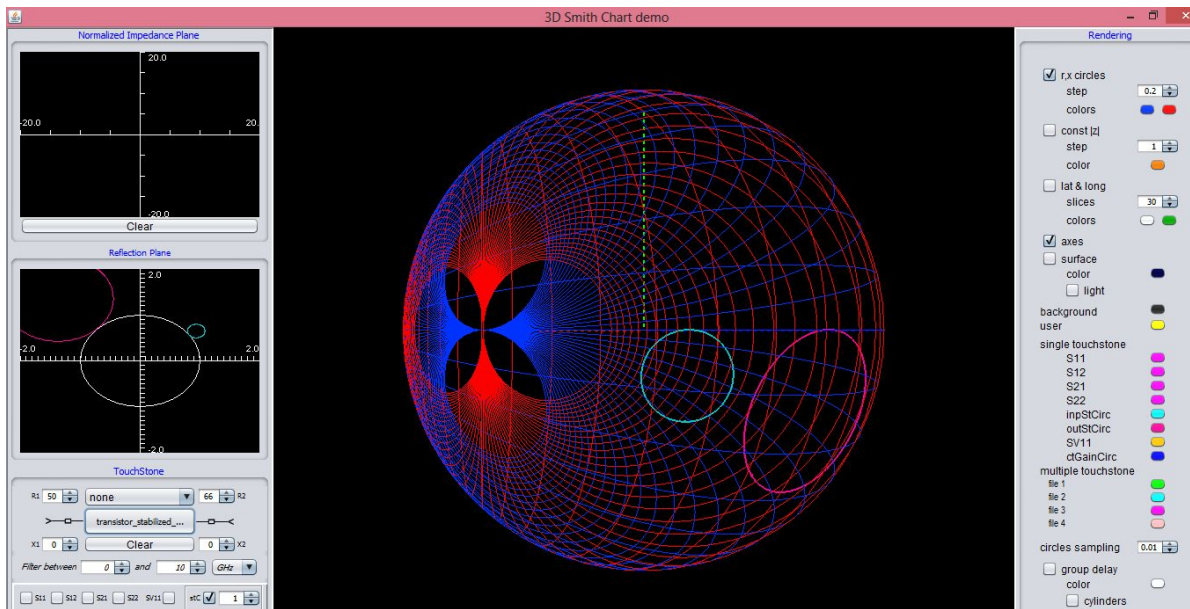 3D Smith Chart demo
Normalized Impedance Plane
20.0
-20.0
20.
-20.0
Clear
Reflection Plane
2.0
-2.0
2.0
-2.0
TouchStone
R1 50 none 66 R2
transistor_stabilized_...
X1 0 Clear 0 X2
Filter between 0 and 10 GHz
S11 S12 S21 S22 SV11 stC 1
Rendering
r,x circles
step 0.2
colors
const |z|
step 1
color
lat & long
slices 30
colors
axes
surface
color
light
background
user
single touchstone
S11
S12
S21
S22
inpStCirc
outStCirc
SV11
ctGainCirc
multiple touchstone
file 1
file 2
file 3
file 4
circles sampling 0.01
group delay
color
cylinders